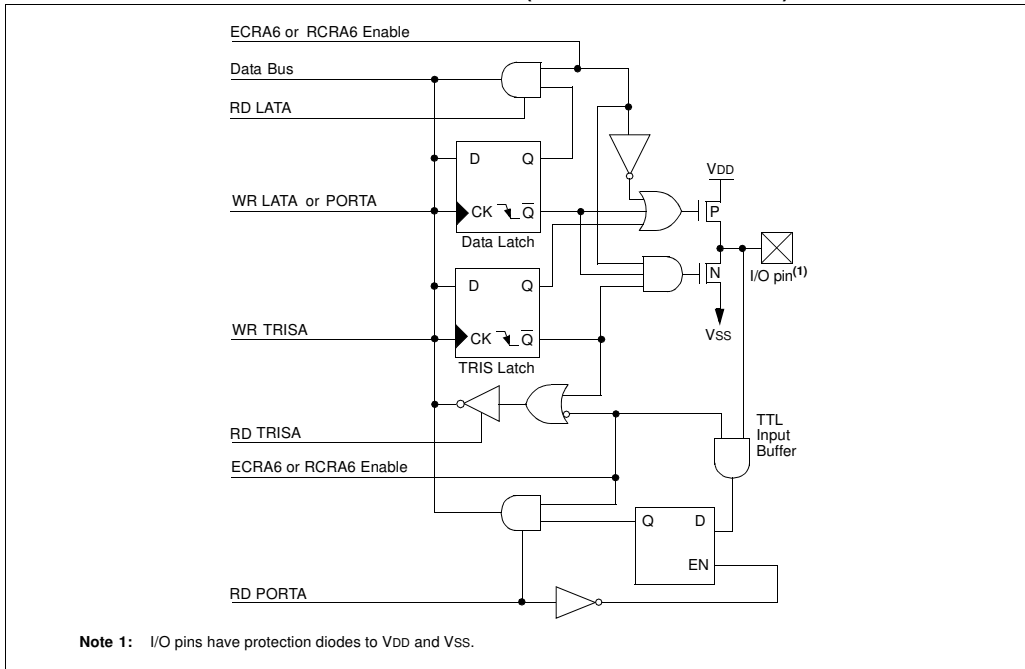 ECRA6 or RCRA6 Enable
Data Bus
RD LATA
D Q
VDD
WR LATA or PORTA
CK Q
P
Data Latch
I/O pin(1)
N
D Q
WR TRISA
CK Q
VSS
TRIS Latch
TTL
Input
Buffer
RD TRISA
ECRA6 or RCRA6 Enable
Q D
EN
RD PORTA
Note 1: I/O pins have protection diodes to VDD and VSS.